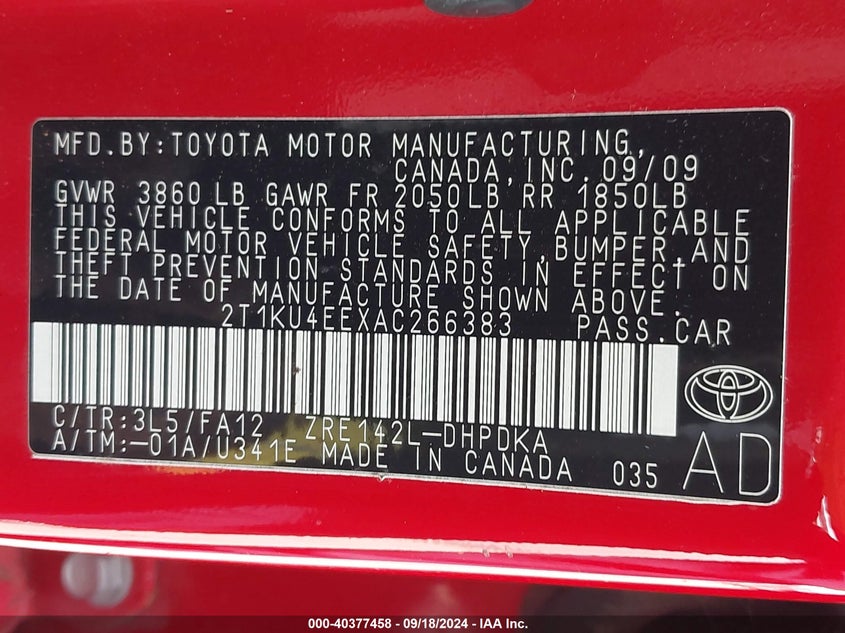 MFD.BY:TOYOTA MOTOR MANUFACTURING,
CANADA,INC. 09/09
GVWR 3860 LB GAWR FR 2050LB RR 1850LB
THIS VEHICLE CONFORMS TO ALL APPLICABLE
FEDERAL MOTOR VEHICLE SAFETY,BUMPER,AND
THEFT PREVENTION STANDARDS IN EFFECT ON
THE DATE OF MANUFACTURE SHOWN ABOVE.
2T1KU4EEXAC266383 PASS.CAR
C/TR:3L5/FA12 ZRE142L-DHPDKA
A/TM:-01A/U341E MADE IN CANADA 035 AD
000-40377458 - 09/18/2024 - IAA Inc.